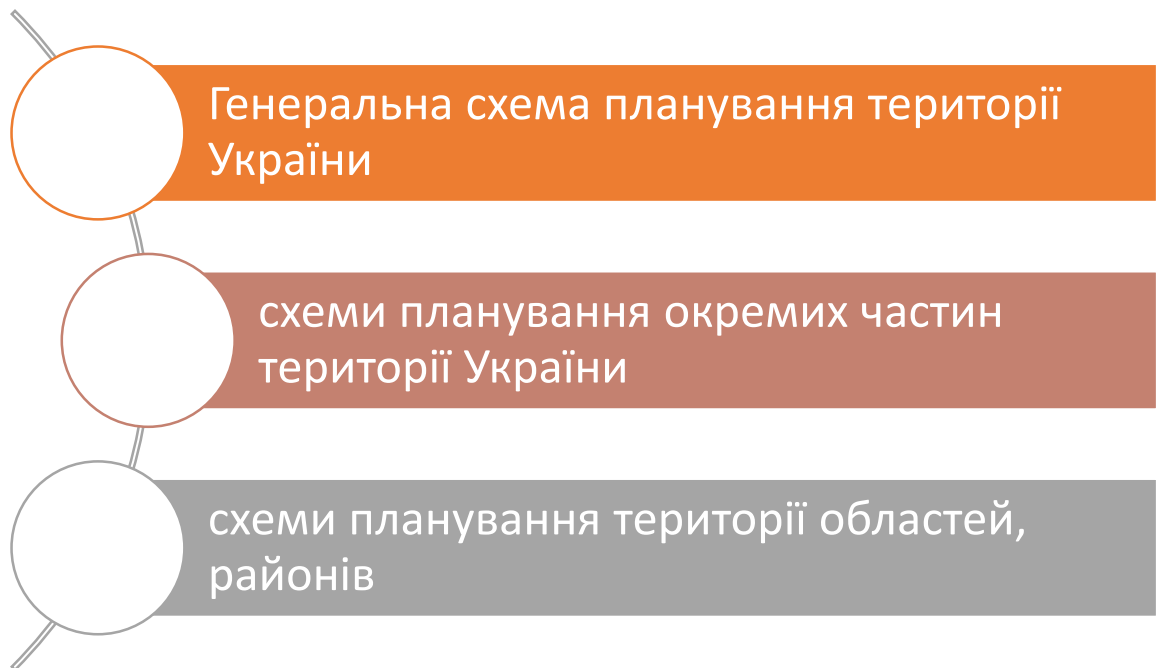 Генеральна схема планування території
України
схеми планування окремих частин
території України
схеми планування території областей,
районів